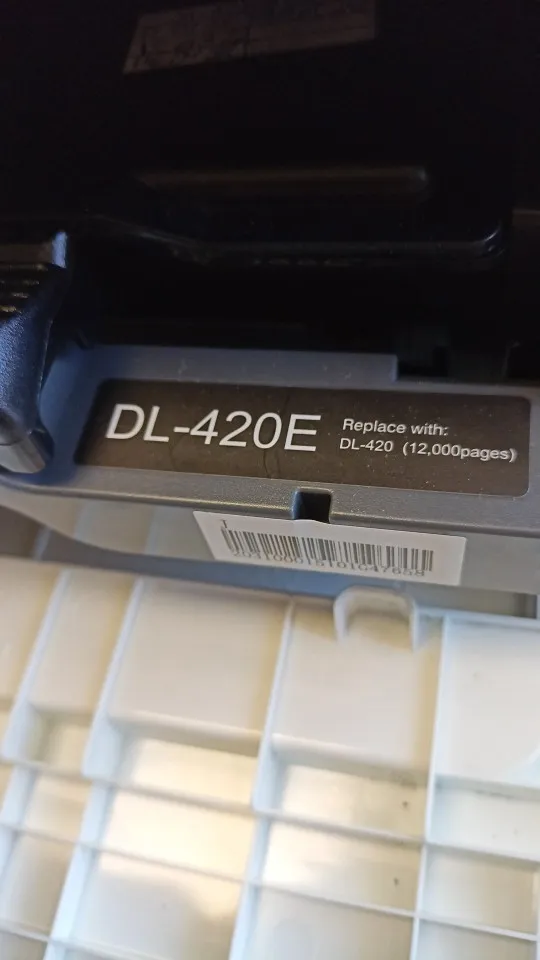 DL-420E
Replace with:
DL-420 (12,000pages)